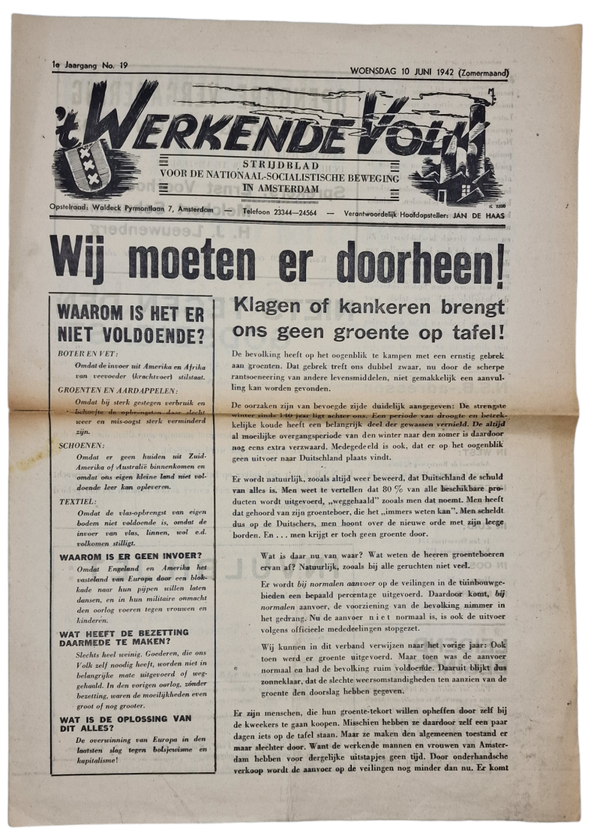 1e Jaargang No. 19
WOENSDAG 10 JUNI 1942 (Zomermaand)
't WERKENDE VOLK
STRIJDBLAD
VOOR DE NATIONAAL-SOCIALISTISCHE BEWEGING
IN AMSTERDAM
Opstelraad: Waldeck Pyrmontlaan 7, Amsterdam — Telefoon 23344—24564 — Verantwoordelijk Hoofdopsteller: JAN DE HAAS
Wij moeten er doorheen!
WAAROM IS HET ER
NIET VOLDOENDE?
BOTER EN VET:
Omdat de invoer uit Amerika en Afrika
van veevoeder (krachtvoer) stilstaat.
GROENTEN EN AARDAPPELEN:
Omdat bij sterk gestegen verbruik en
behoefte de opbrengsten door slecht
weer en mis-oogst sterk verminderd
zijn.
SCHOENEN:
Omdat er geen huiden uit Zuid-
Amerika of Australië binnenkomen en
omdat ons eigen kleine land niet vol-
doende leer kan opleveren.
TEXTIEL:
Omdat de vlas-opbrengst van eigen
bodem niet voldoende is, omdat de
invoer van vlas, linnen, wol e.d.
volkomen stilligt.
WAAROM IS ER GEEN INVOER?
Omdat Engeland en Amerika het
vasteland van Europa door een blok-
kade naar hun pijpen willen laten
dansen, en in hun militaire onmacht
den oorlog voeren tegen vrouwen en
kinderen.
WAT HEEFT DE BEZETTING
DAARMEDE TE MAKEN?
Slechts heel weinig. Goederen, die ons
Volk zelf noodig heeft, worden niet in
belangrijke mate uitgevoerd of weg-
gehaald. In den vorigen oorlog, zónder
bezetting, waren de moeilijkheden even
groot of nog grooter.
WAT IS DE OPLOSSING VAN
DIT ALLES?
De overwinning van Europa in den
laatsten slag tegen bolsjewisme en
kapitalisme!
Klagen of kankeren brengt
ons geen groente op tafel!
De bevolking heeft op het oogenblik te kampen met een ernstig gebrek
aan groenten. Dat gebrek treft ons dubbel zwaar, nu door de scherpe
rantsoeneering van andere levensmiddelen, niet gemakkelijk een aanvul-
ling kan worden gevonden.
De oorzaken zijn van bevoegde zijde duidelijk aangegeven: De strengste
winter sinds 140 jaar ligt achter ons. Een periode van droogte en betrek-
kelijke koude heeft een belangrijk deel der gewassen vernield. De altijd
al moeilijke overgangsperiode van den winter naar den zomer is daardoor
nog eens extra verzwaard. Medegedeeld is ook, dat er op het oogenblik
geen uitvoer naar Duitschland plaats vindt.
Er wordt natuurlijk, zooals altijd weer beweerd, dat Duitschland de schuld
van alles is. Men weet te vertellen dat 80 % van alle beschikbare pro-
ducten wordt uitgevoerd, „weggehaald” zooals men dat noemt. Men heeft
dat gehoord van zijn groenteboer, die het „immers weten kan”. Men scheldt
dus op de Duitschers, men hoont over de nieuwe orde met zijn leege
borden. En . . . men krijgt er toch geen groente door.
Wat is daar nu van waar? Wat weten de heeren groenteboeren
ervan af? Natuurlijk, zooals bij alle geruchten niet veel.
Er wordt bij normalen aanvoer op de veilingen in de tuinbouwge-
bieden een bepaald percentage uitgevoerd. Daardoor komt, bij
normalen aanvoer, de voorziening van de bevolking nimmer in
het gedrang. Nu de aanvoer niet normaal is, is ook de uitvoer
volgens officieele mededeelingen stopgezet.
Wij kunnen in dit verband verwijzen naar het vorige jaar: Ook
toen werd er groente uitgevoerd. Maar toen was de aanvoer
normaal en had de bevolking ruim voldoende. Daaruit blijkt dus
zonneklaar, dat de slechte weersomstandigheden ten aanzien van de
groente den doorslag hebben gegeven.
Er zijn menschen, die hun groente-tekort willen opheffen door zelf bij
de kweekers te gaan koopen. Misschien hebben ze daardoor zelf een paar
dagen iets op de tafel staan. Maar ze maken den algemeenen toestand er
maar slechter door. Want de werkende mannen en vrouwen van Amster-
dam hebben voor dergelijke uitstapjes geen tijd. Door onderhandsche
verkoop wordt de aanvoer op de veilingen nog minder dan nu. Er komt